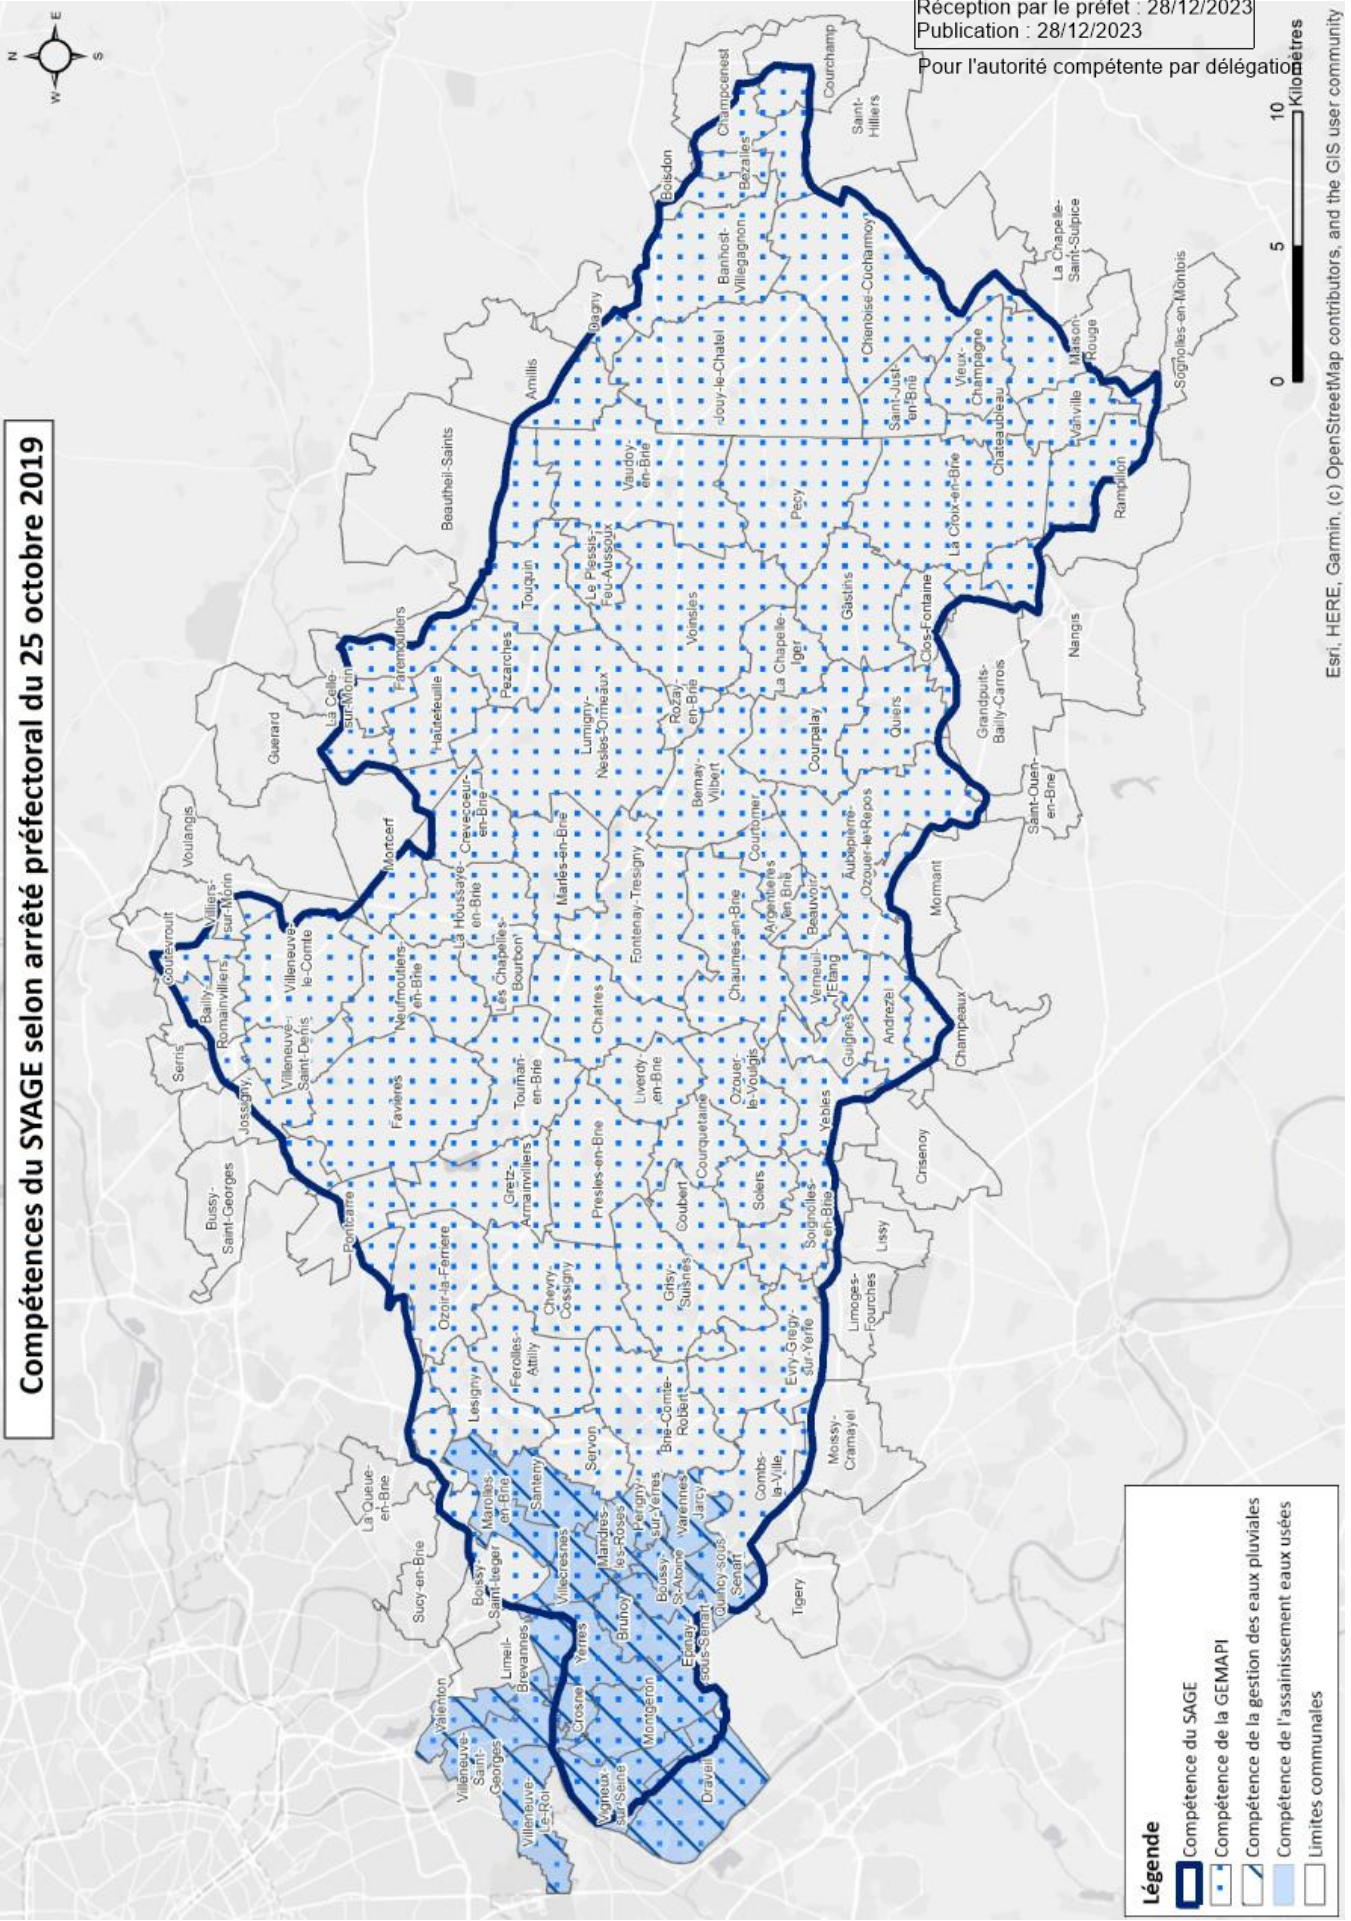 Réception par le préfet : 28/12/2023
Publication : 28/12/2023
Pour l'autorité compétente par délégation
Compétences du SYAGE selon arrêté préfectoral du 25 octobre 2019
N
E
S
W
Coutevroult
Voulangis
Serris
Bailly-
Romainvilliers
Villiers-
sur-Morin
Guerard
Jossigny
Bussy-
Saint-Georges
Villeneuve-
Saint-Denis
Villeneuve-
le-Comte
La Celle-
sur-Morin
Pontcarre
Favières
Neufmoutiers-
en-Brie
Mortcerf
Faremoutiers
Hautefeuille
Beautheil-Saints
La Queue-
en-Brie
Sucy-en-Brie
Valenton
Villeneuve-
Saint-
Georges
Limeil-
Brevannes
Boissy-
Saint-Leger
Marolles-
en-Brie
Lesigny
Ozoir-la-Ferriere
Gretz-
Armainvilliers
Tournan-
en-Brie
Les Chapelles-
Bourbon
La Houssaye-
en-Brie
Crevecoeur-
en-Brie
Pezarches
Touquin
Amillis
Villeneuve-
Le-Roi
Santeny
Ferolles-
Attilly
Chevry-
Cossigny
Presles-en-Brie
Chatres
Marles-en-Brie
Lumigny-
Nesles-Ormeaux
Le Plessis-
Feu-Aussoux
Vaudoy-
en-Brie
Dagny
Crosne
Yerres
Villecresnes
Servon
Mandres-
les-Roses
Vigneux-
sur-Seine
Montgeron
Brunoy
Perigny-
sur-Yerres
Brie-Comte-
Robert
Grisy-
Suisnes
Coubert
Liverdy-
en-Brie
Fontenay-Tresigny
Bernay-
Vilbert
Rozay-
en-Brie
Voinsles
Boisdon
Draveil
Epinay-
sous-Senart
Boussy-
St-Atoine
Varennes-
Jarcy
Quincy-sous-
Senart
Combs-
la-Ville
Evry-Gregy-
sur-Yerre
Solers
Courquetaine
Ozouer-
le-Voulgis
Chaumes-en-Brie
Courtomer
Argentieres
en Brie
La Chapelle-
Iger
Pecy
Jouy-le-Chatel
Banhost-
Villegagnon
Bezalles
Champcenest
Courchamp
Saint-
Hilliers
Tigery
Moissy-
Cramayel
Limoges-
Fourches
Soignolles-
en-Brie
Lissy
Yebles
Crisenoy
Guignes
Verneuil-
l'Etang
Beauvoir
Andrezel
Champeaux
Aubepierre-
Ozouer-le-Repos
Courpalay
Quiers
Gastins
Mormant
Clos-Fontaine
Grandpuits-
Bailly-Carrois
Saint-Ouen-
en-Brie
Nangis
La Croix-en-Brie
Saint-Just-
en-Brie
Chenoise-Cucharmoy
Vieux-
Champagne
Chateaubleau
Vanville
Rampillon
Maison-
Rouge
La Chapelle-
Saint-Sulpice
Sognolles-en-Montois
0 5 10
Kilomètres
Légende
Compétence du SAGE
Compétence de la GEMAPI
Compétence de la gestion des eaux pluviales
Compétence de l'assainissement eaux usées
Limites communales
Esri, HERE, Garmin, (c) OpenStreetMap contributors, and the GIS user community